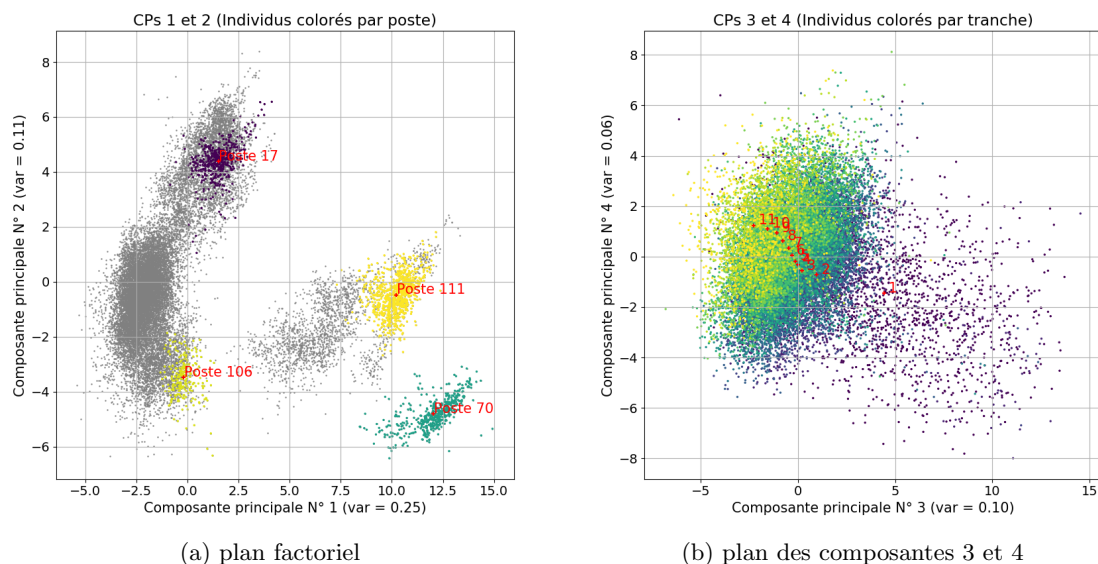 CPs 1 et 2 (Individus colorés par poste)
Composante principale N° 2 (var = 0.11)
8
6
4
2
0
−2
−4
−6
Poste 17
Poste 111
Poste 106
Poste 70
−5.0 −2.5 0.0 2.5 5.0 7.5 10.0 12.5 15.0
Composante principale N° 1 (var = 0.25)
(a) plan factoriel
CPs 3 et 4 (Individus colorés par tranche)
Composante principale N° 4 (var = 0.06)
8
6
4
2
0
−2
−4
−6
−8
11
10
2
1
−5 0 5 10 15
Composante principale N° 3 (var = 0.10)
(b) plan des composantes 3 et 4